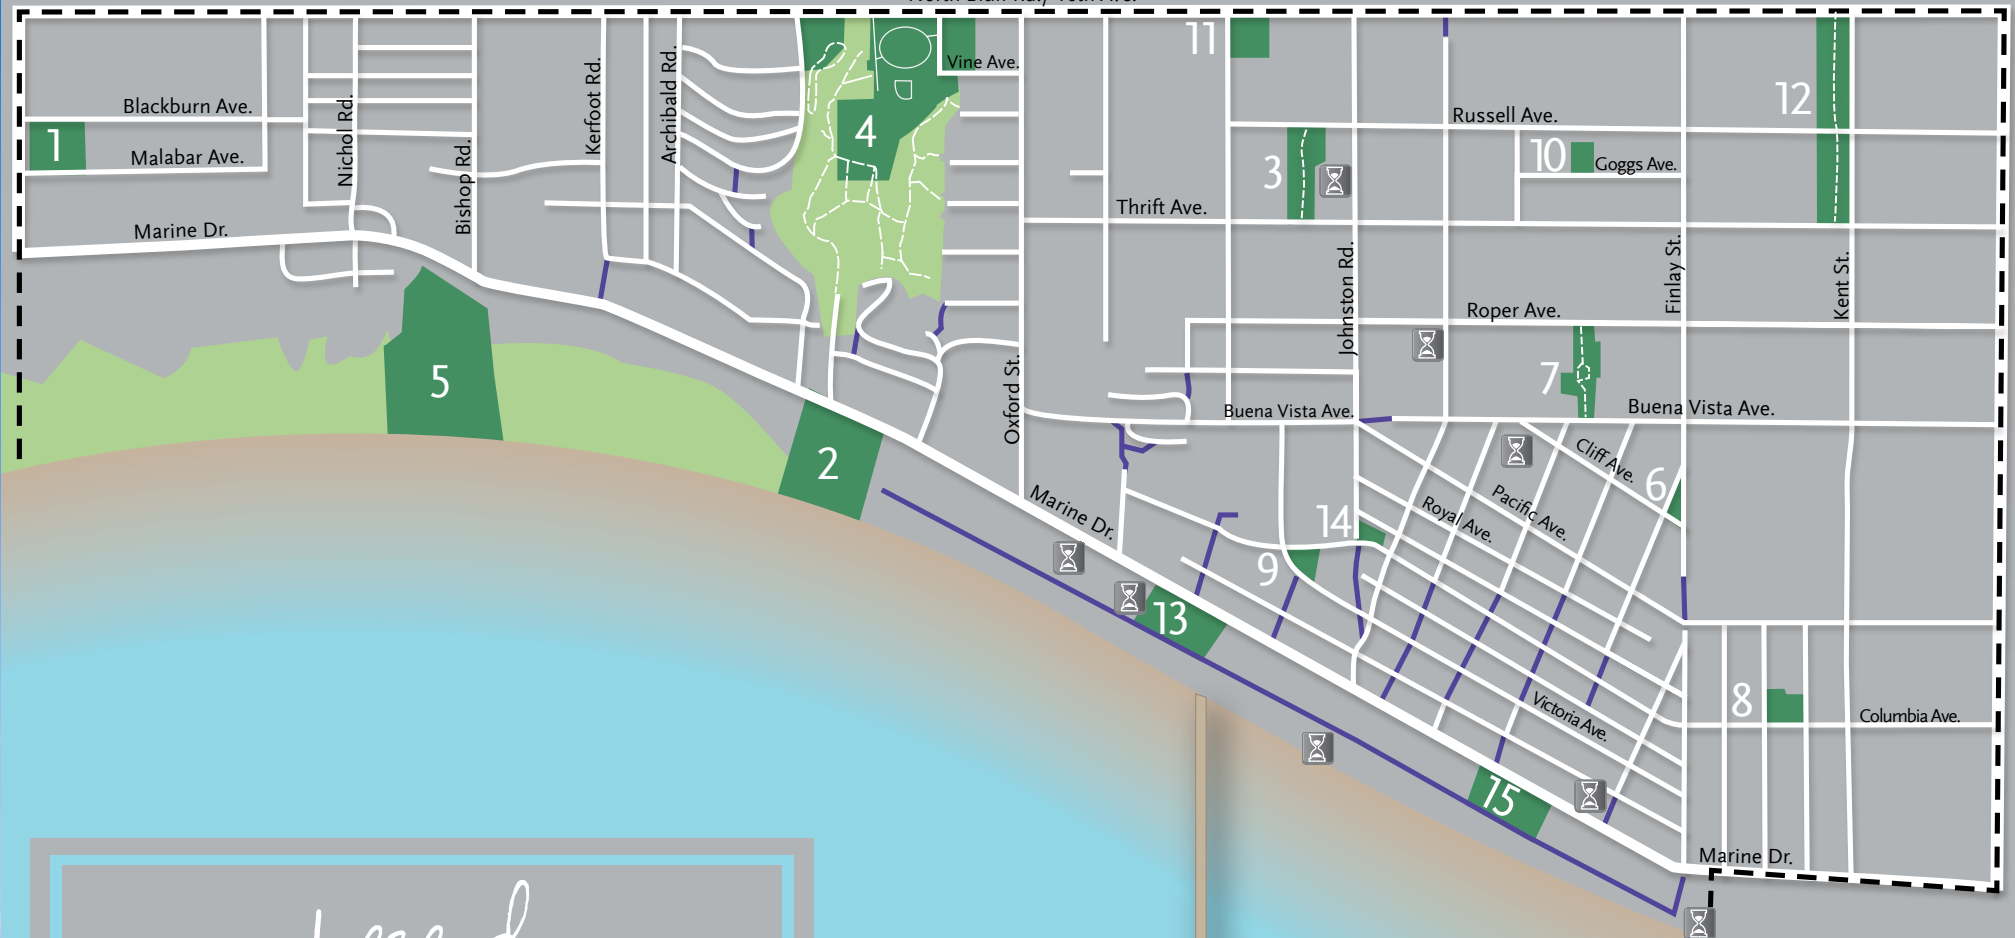 11
Vine Ave.
12
Blackburn Ave.
Russell Ave.
Kerfoot Rd.
Archibald Rd.
Nichol Rd.
1
4
Malabar Ave.
10
Goggs Ave.
3
Bishop Rd.
Thrift Ave.
Marine Dr.
Johnston Rd.
Finlay St.
Kent St.
Roper Ave.
5
7
Oxford St.
Buena Vista Ave.
Buena Vista Ave.
2
Cliff Ave.
6
Marine Dr.
Pacific Ave.
Royal Ave.
14
9
13
8
Victoria Ave.
Columbia Ave.
15
Marine Dr.
Legend